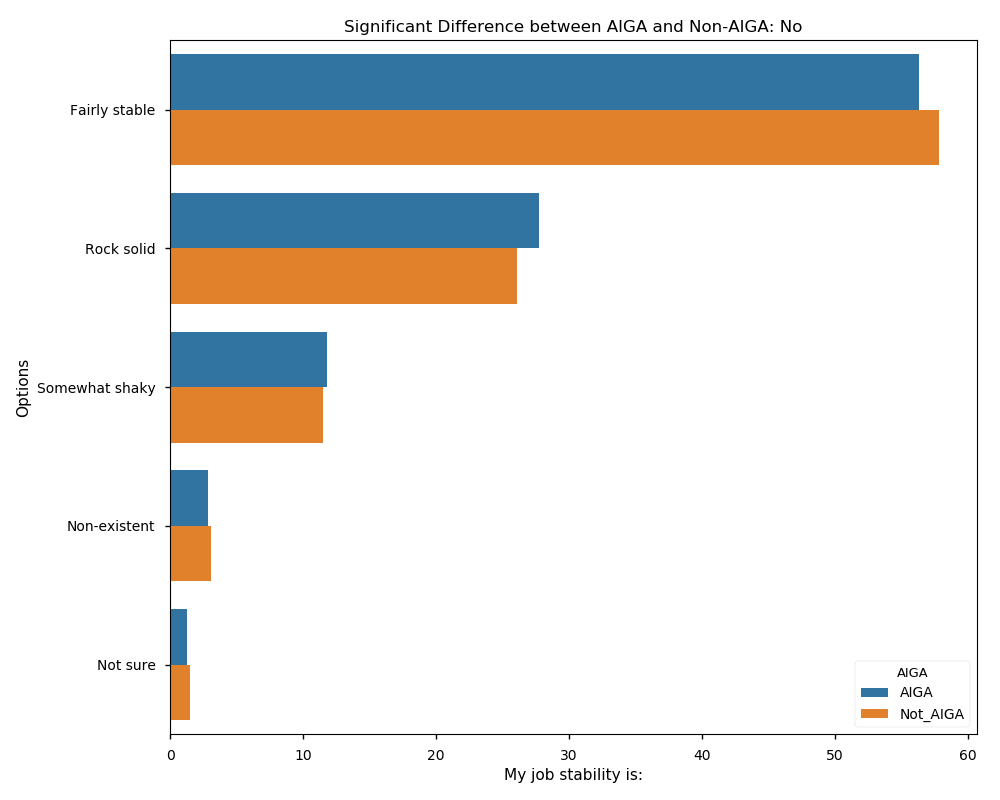 Significant Difference between AIGA and Non-AIGA: No
Options
Fairly stable
Rock solid
Somewhat shaky
Non-existent
Not sure
AIGA
AIGA
Not_AIGA
0 10 20 30 40 50 60
My job stability is: